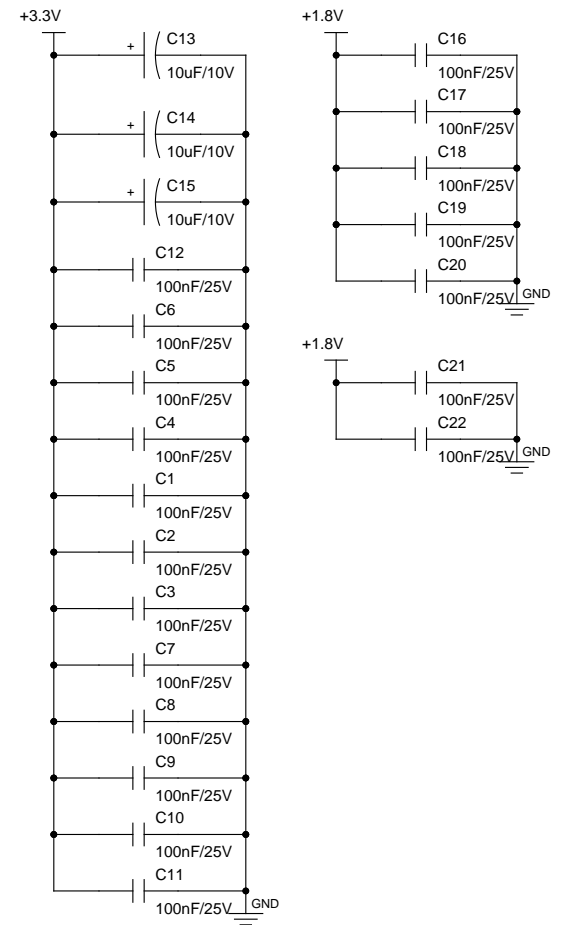 +3.3V
+
C13
10uF/10V
+
C14
10uF/10V
+
C15
10uF/10V
C12
100nF/25V
C6
100nF/25V
C5
100nF/25V
C4
100nF/25V
C1
100nF/25V
C2
100nF/25V
C3
100nF/25V
C7
100nF/25V
C8
100nF/25V
C9
100nF/25V
C10
100nF/25V
C11
100nF/25V
GND
+1.8V
C16
100nF/25V
C17
100nF/25V
C18
100nF/25V
C19
100nF/25V
C20
100nF/25V
GND
+1.8V
C21
100nF/25V
C22
100nF/25V
GND